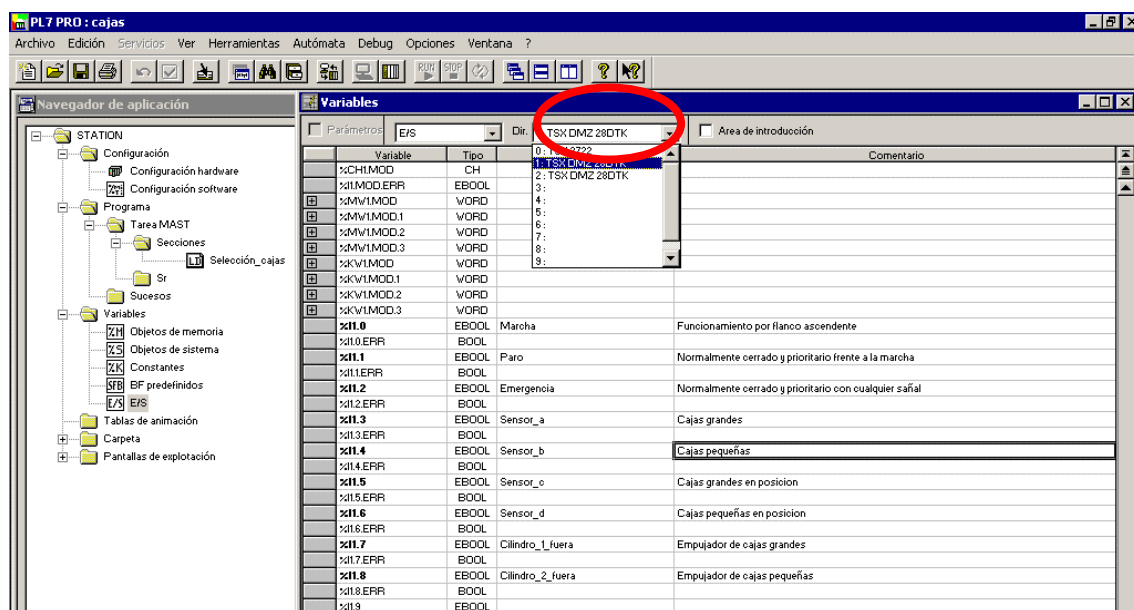 PL7 PRO : cajas
Archivo Edición Servicios Ver Herramientas Autómata Debug Opciones Ventana ?
RUN STOP
Navegador de aplicación
STATION
Configuración
Configuración hardware
Configuración software
Programa
Tarea MAST
Secciones
LD Selección_cajas
Sr
Sucesos
Variables
%M Objetos de memoria
%S Objetos de sistema
%K Constantes
SFB BF predefinidos
E/S E/S
Tablas de animación
Carpeta
Pantallas de explotación
Variables
Parámetros E/S Dir. TSX DMZ 28DTK Area de introducción
0 : TSX 3722
1 : TSX DMZ 28DTK
2 : TSX DMZ 28DTK
3 :
4 :
5 :
6 :
7 :
8 :
9 :
Variable Tipo Comentario
%CH1.MOD CH
%I1.MOD.ERR EBOOL
%MW1.MOD WORD
%MW1.MOD.1 WORD
%MW1.MOD.2 WORD
%MW1.MOD.3 WORD
%KW1.MOD WORD
%KW1.MOD.1 WORD
%KW1.MOD.2 WORD
%KW1.MOD.3 WORD
%I1.0 EBOOL Marcha Funcionamiento por flanco ascendente
%I1.0.ERR BOOL
%I1.1 EBOOL Paro Normalmente cerrado y prioritario frente a la marcha
%I1.1.ERR BOOL
%I1.2 EBOOL Emergencia Normalmente cerrado y prioritario con cualquier sañal
%I1.2.ERR BOOL
%I1.3 EBOOL Sensor_a Cajas grandes
%I1.3.ERR BOOL
%I1.4 EBOOL Sensor_b Cajas pequeñas
%I1.4.ERR BOOL
%I1.5 EBOOL Sensor_c Cajas grandes en posicion
%I1.5.ERR BOOL
%I1.6 EBOOL Sensor_d Cajas pequeñas en posicion
%I1.6.ERR BOOL
%I1.7 EBOOL Cilindro_1_fuera Empujador de cajas grandes
%I1.7.ERR BOOL
%I1.8 EBOOL Cilindro_2_fuera Empujador de cajas pequeñas
%I1.8.ERR BOOL
%I1.9 EBOOL